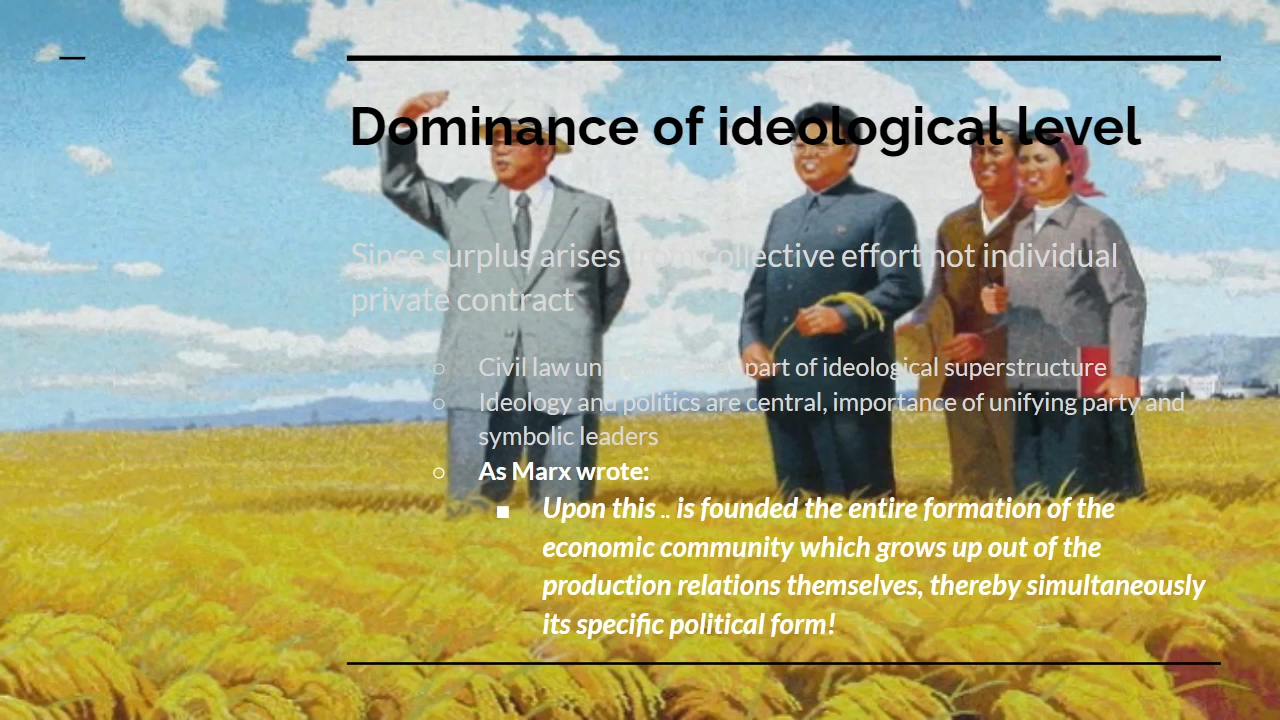 Dominance of ideological level
Since surplus arises from collective effort not individual
private contract
Civil law part of ideological superstructure
Ideology and politics are central, importance of unifying party and
symbolic leaders
As Marx wrote:
Upon this .. is founded the entire formation of the
economic community which grows up out of the
production relations themselves, thereby simultaneously
its specific political form!